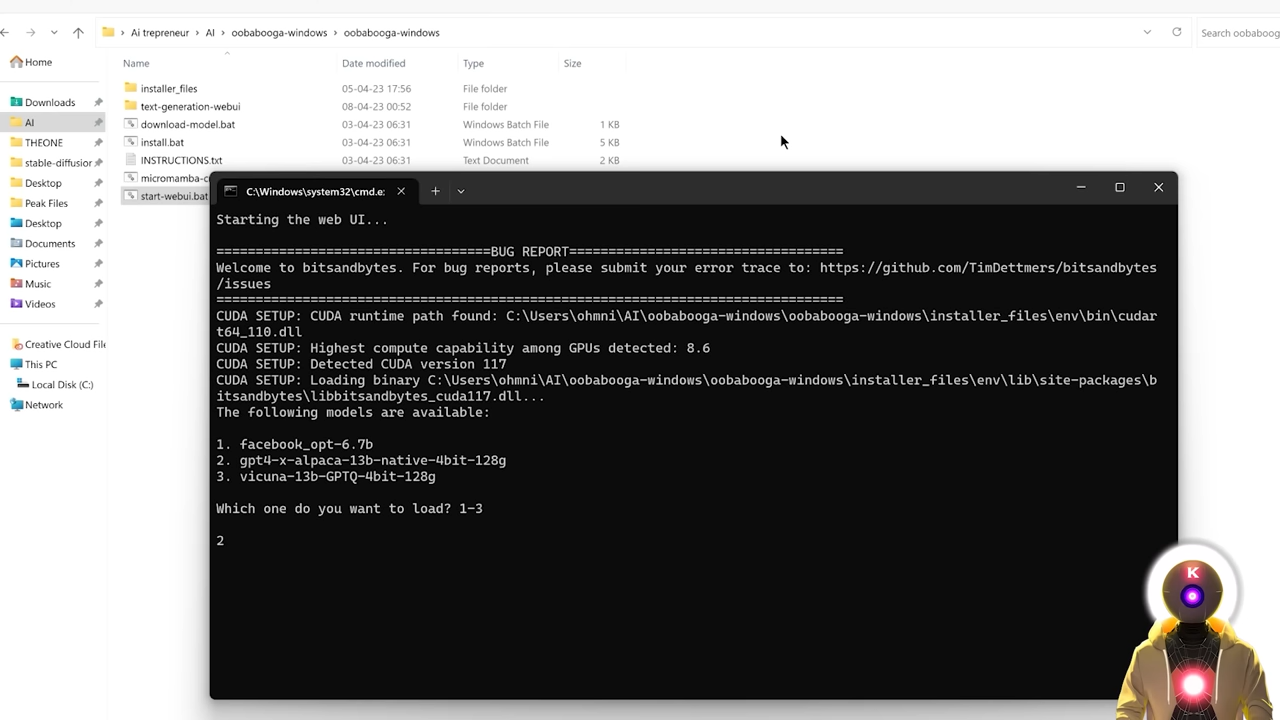 Ai trepreneur > AI > oobabooga-windows > oobabooga-windows
Search oobaboog
Home
Name Date modified Type Size
installer_files 05-04-23 17:56 File folder
text-generation-webui 08-04-23 00:52 File folder
download-model.bat 03-04-23 06:31 Windows Batch File 1 KB
install.bat 03-04-23 06:31 Windows Batch File 5 KB
INSTRUCTIONS.txt 03-04-23 06:31 Text Document 2 KB
micromamba-c
start-webui.bat
Downloads
AI
THEONE
stable-diffusion
Desktop
Peak Files
Desktop
Documents
Pictures
Music
Videos
Creative Cloud File
This PC
Local Disk (C:)
Network
C:\Windows\system32\cmd.e:
Starting the web UI...
===================================BUG REPORT===================================
Welcome to bitsandbytes. For bug reports, please submit your error trace to: https://github.com/TimDettmers/bitsandbytes
/issues
================================================================================
CUDA SETUP: CUDA runtime path found: C:\Users\ohmni\AI\oobabooga-windows\oobabooga-windows\installer_files\env\bin\cudar
t64_110.dll
CUDA SETUP: Highest compute capability among GPUs detected: 8.6
CUDA SETUP: Detected CUDA version 117
CUDA SETUP: Loading binary C:\Users\ohmni\AI\oobabooga-windows\oobabooga-windows\installer_files\env\lib\site-packages\b
itsandbytes\libbitsandbytes_cuda117.dll...
The following models are available:
1. facebook_opt-6.7b
2. gpt4-x-alpaca-13b-native-4bit-128g
3. vicuna-13b-GPTQ-4bit-128g
Which one do you want to load? 1-3
2
K